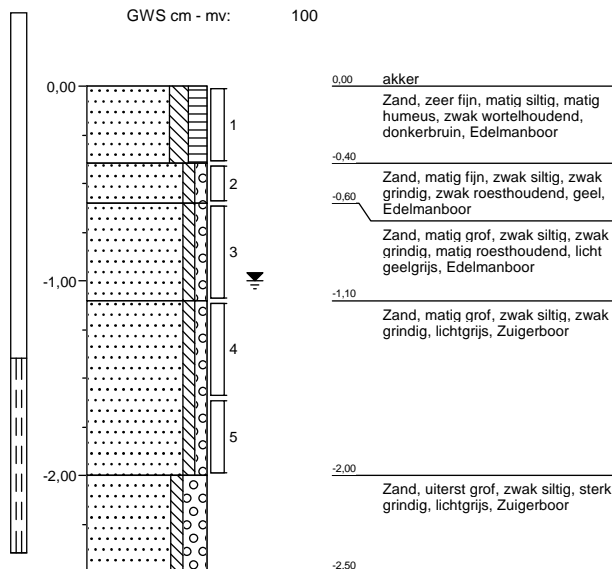 GWS cm - mv: 100
0,00
-1,00
-2,00
1
2
3
4
5
0,00 akker
Zand, zeer fijn, matig siltig, matig
humeus, zwak wortelhoudend,
donkerbruin, Edelmanboor
-0,40
Zand, matig fijn, zwak siltig, zwak
grindig, zwak roesthoudend, geel,
Edelmanboor
-0,60
Zand, matig grof, zwak siltig, zwak
grindig, matig roesthoudend, licht
geelgrijs, Edelmanboor
-1,10
Zand, matig grof, zwak siltig, zwak
grindig, lichtgrijs, Zuigerboor
-2,00
Zand, uiterst grof, zwak siltig, sterk
grindig, lichtgrijs, Zuigerboor
-2,50